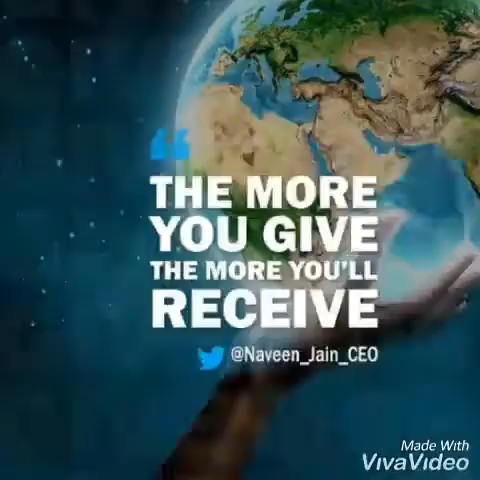 “
THE MORE
YOU GIVE
THE MORE YOU'LL
RECEIVE
@Naveen_Jain_CEO
Made With
VivaVideo